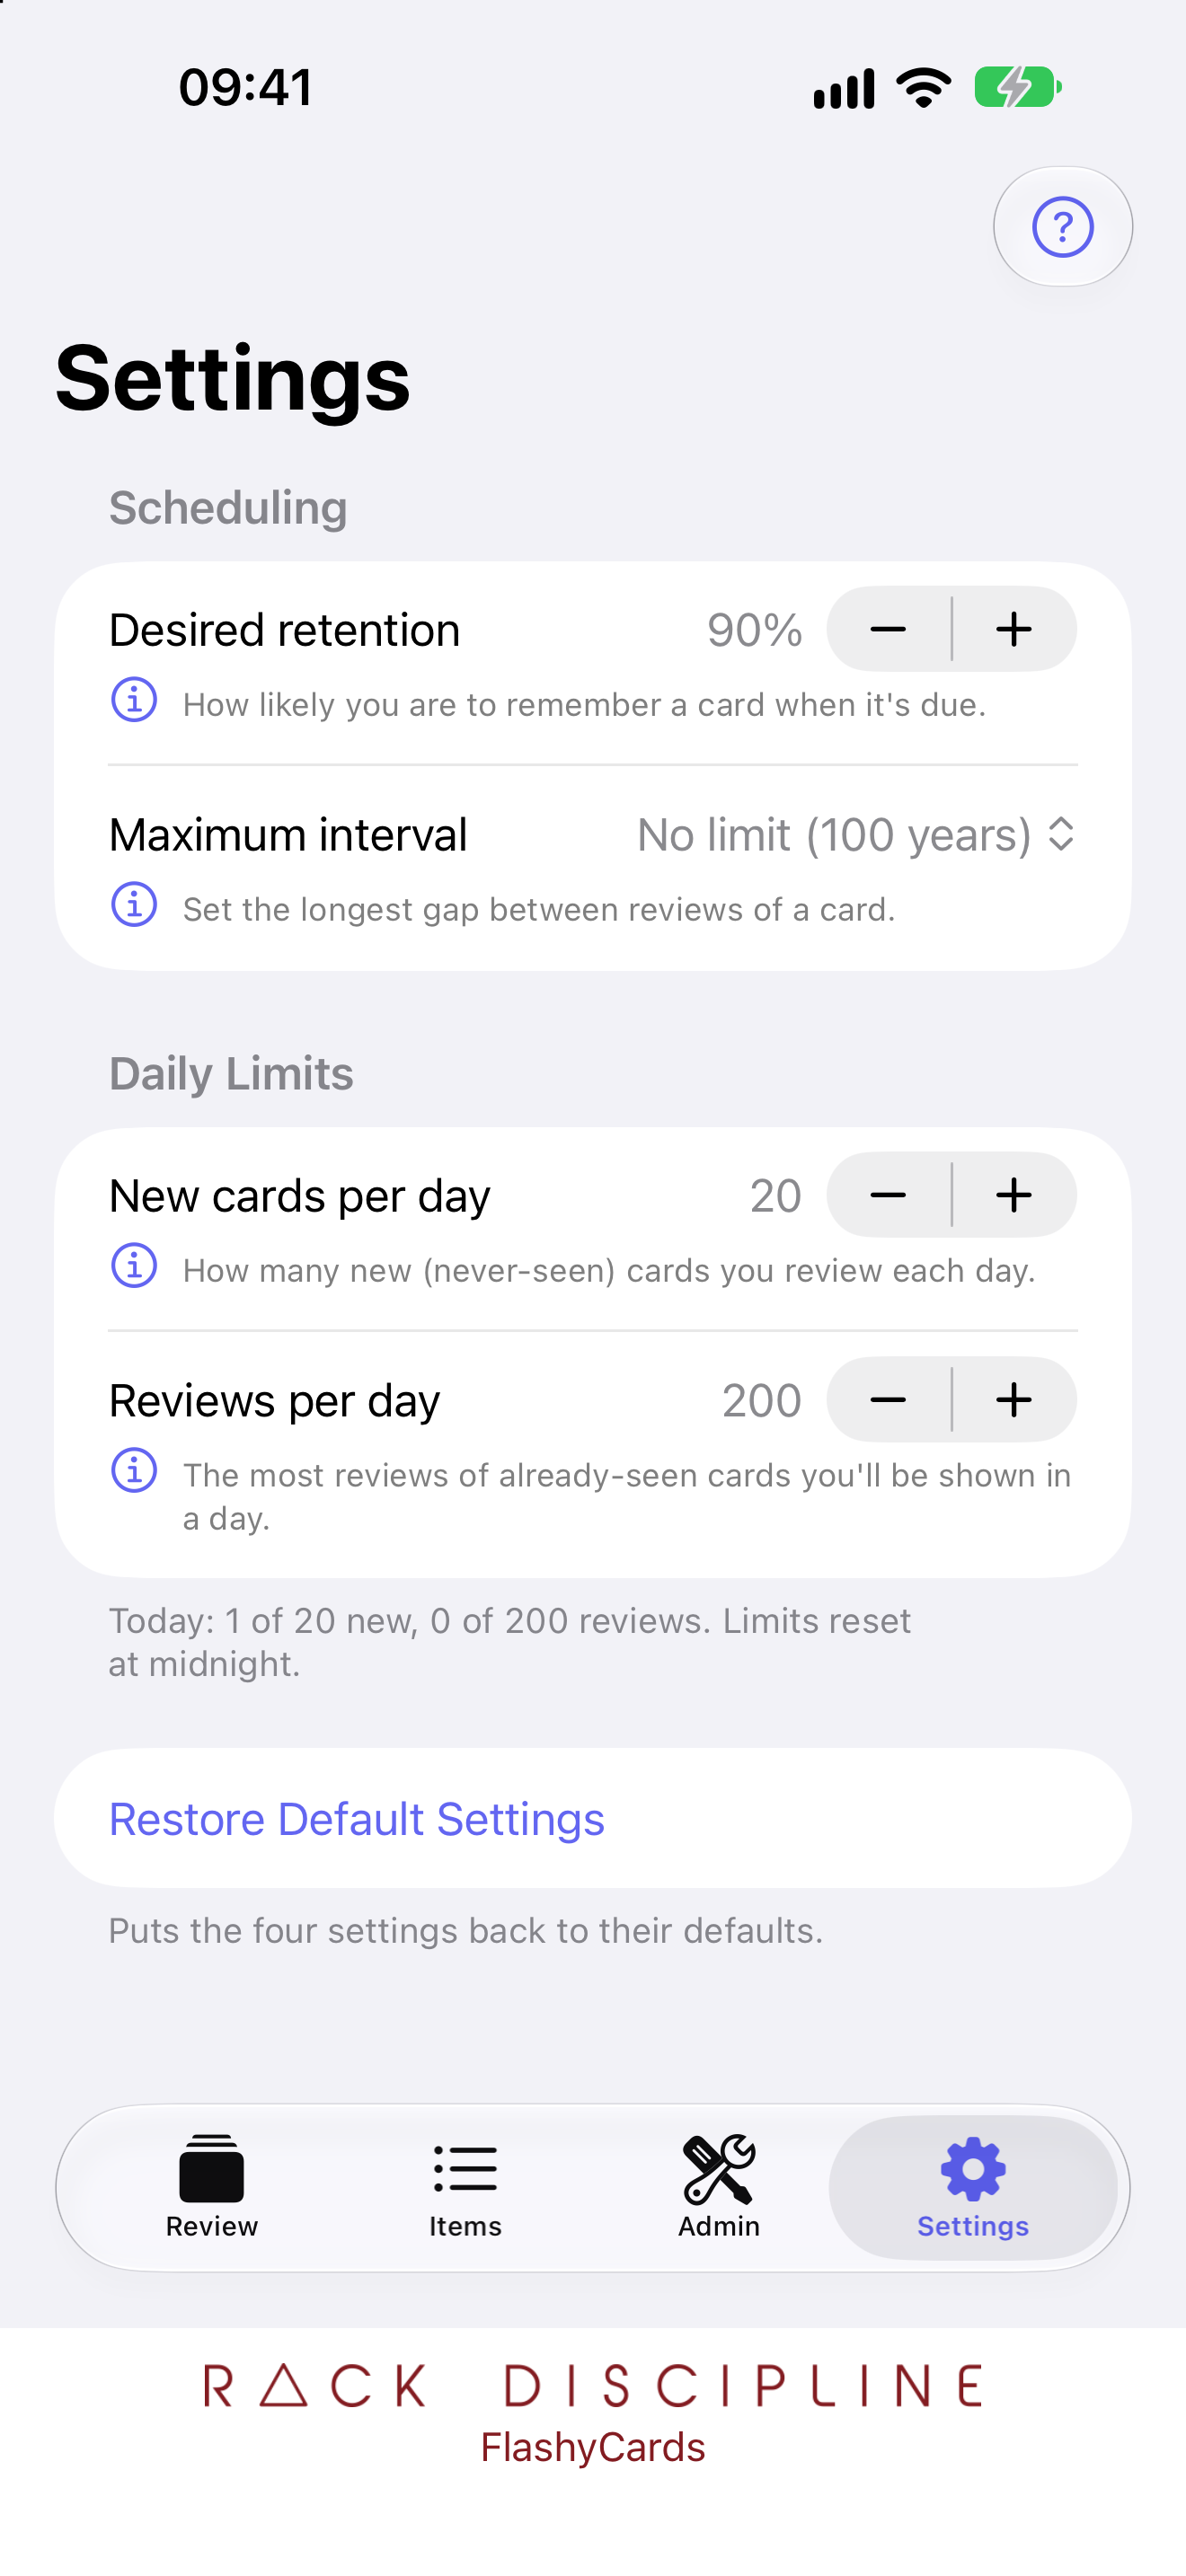 09:41
Settings
Scheduling
Desired retention 90%
How likely you are to remember a card when it's due.
Maximum interval No limit (100 years)
Set the longest gap between reviews of a card.
Daily Limits
New cards per day 20
How many new (never-seen) cards you review each day.
Reviews per day 200
The most reviews of already-seen cards you'll be shown in
a day.
Today: 1 of 20 new, 0 of 200 reviews. Limits reset
at midnight.
Restore Default Settings
Puts the four settings back to their defaults.
Review Items Admin Settings
RACK DISCIPLINE
FlashyCards